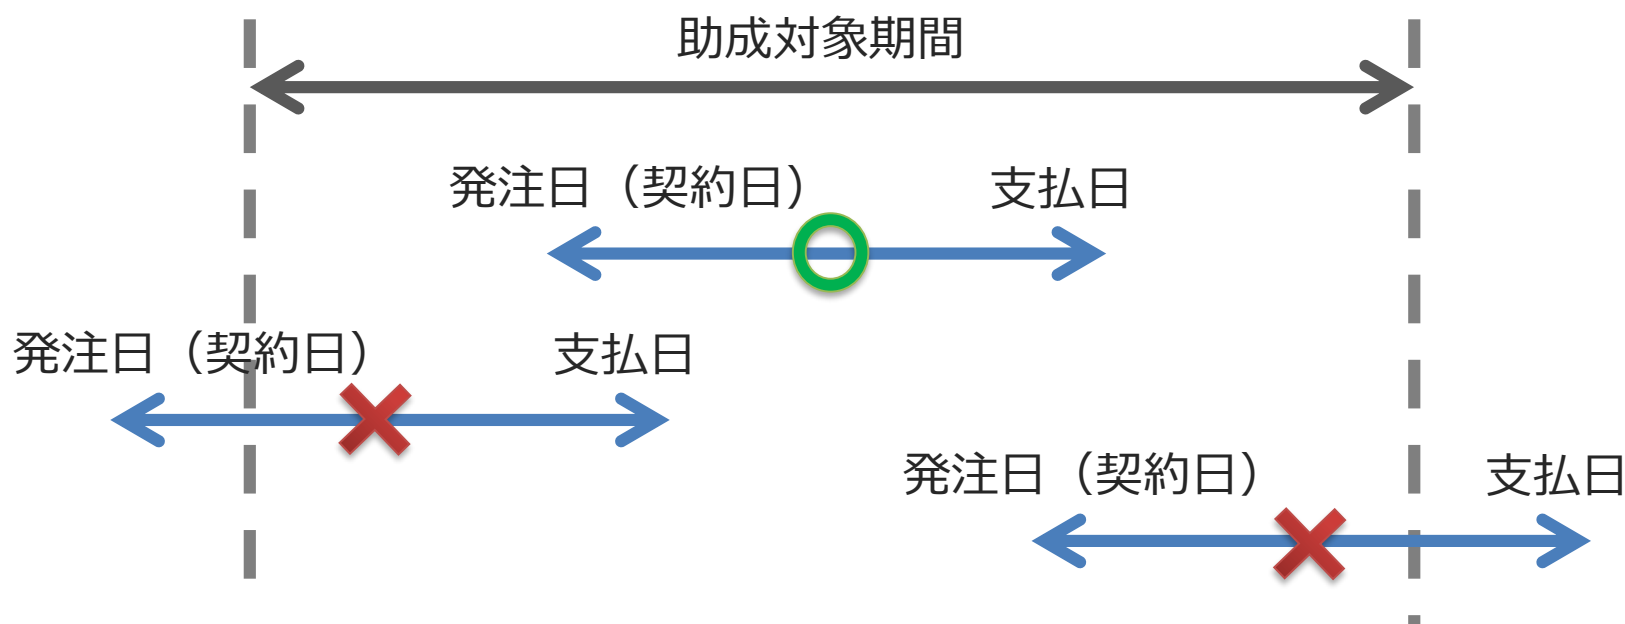 助成対象期間
発注日（契約日）
支払日
発注日（契約日）
支払日
発注日（契約日）
支払日